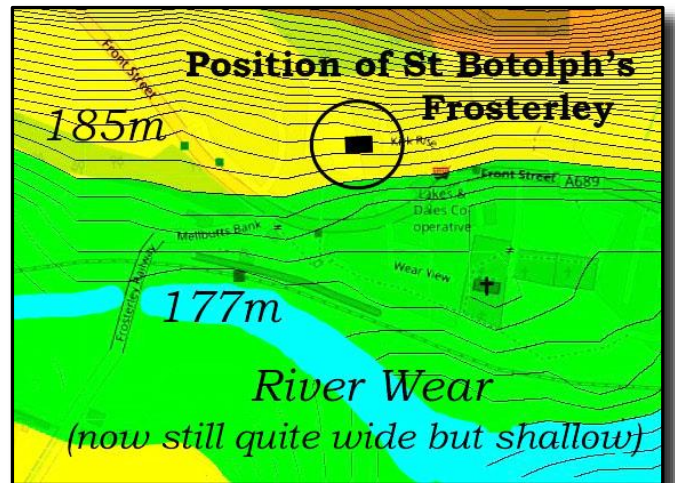 Front Street
Position of St Botolph's
Frosterley
185m
Kirk Rise
Front Street A689
Lakes &
Dales Co-
operative
Mellbutts Bank
Wear View
Frosterley Railway
177m
River Wear
(now still quite wide but shallow)